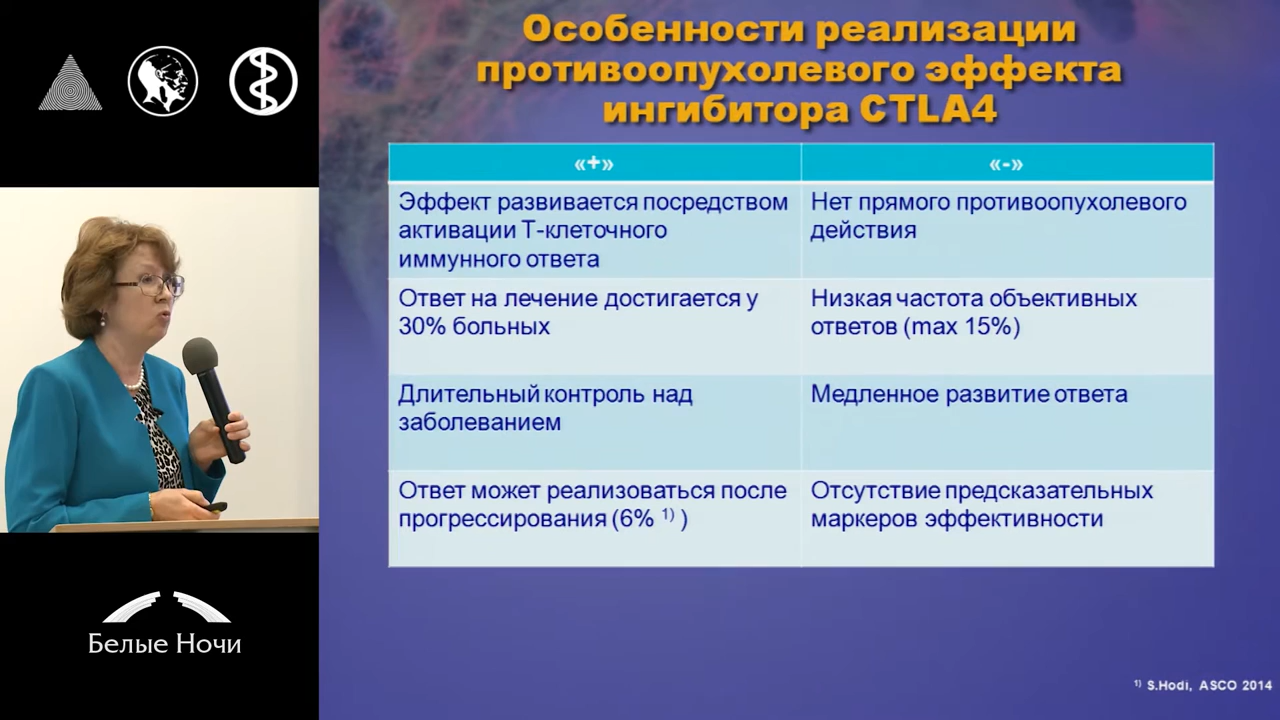 Особенности реализации
противоопухолевого эффекта
ингибитора CTLA4
«+»
«-»
Эффект развивается посредством
активации Т-клеточного
иммунного ответа
Нет прямого противоопухолевого
действия
Ответ на лечение достигается у
30% больных
Низкая частота объективных
ответов (max 15%)
Длительный контроль над
заболеванием
Медленное развитие ответа
Ответ может реализоваться после
прогрессирования (6% 1) )
Отсутствие предсказательных
маркеров эффективности
1) S.Hodi, ASCO 2014
Белые Ночи